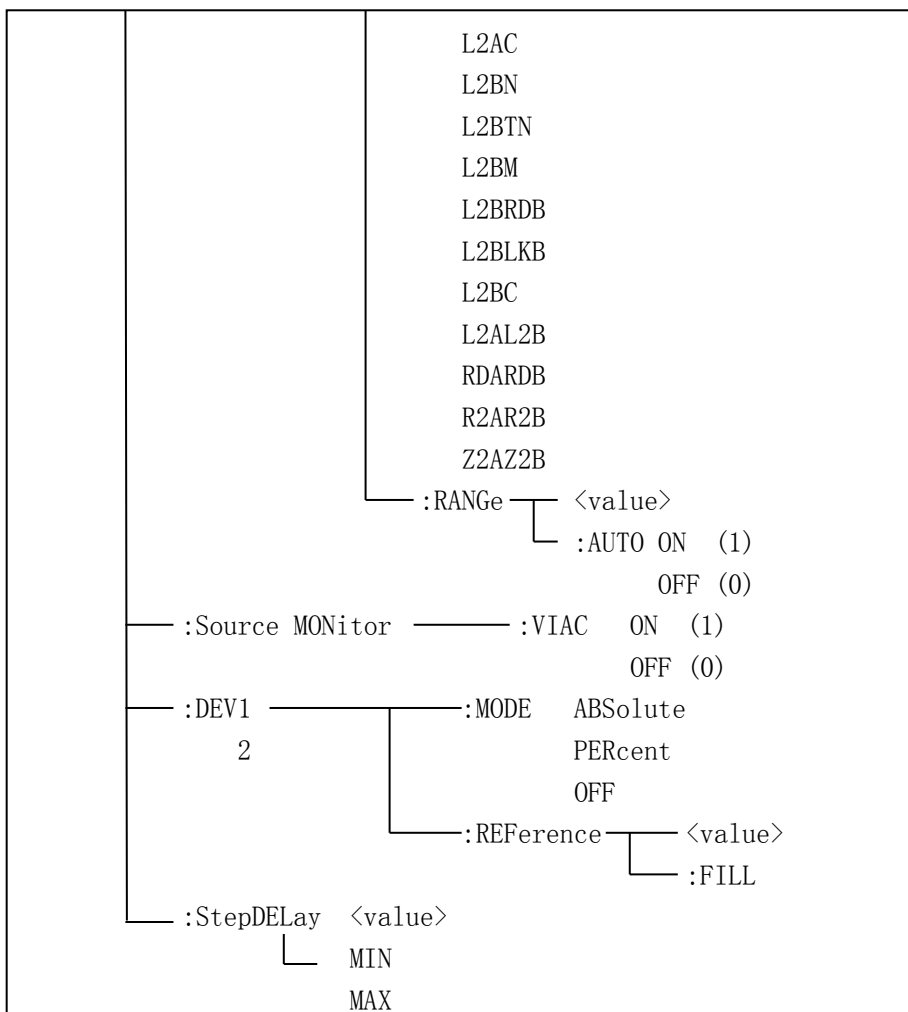 L2AC
L2BN
L2BTN
L2BM
L2BRDB
L2BLKB
L2BC
L2AL2B
RDARDB
R2AR2B
Z2AZ2B
:RANGe <value>
:AUTO ON (1)
OFF (0)
:Source MONitor :VIAC ON (1)
OFF (0)
:DEV1 :MODE ABSolute
2 PERcent
OFF
:REFerence <value>
:FILL
:StepDELay <value>
MIN
MAX